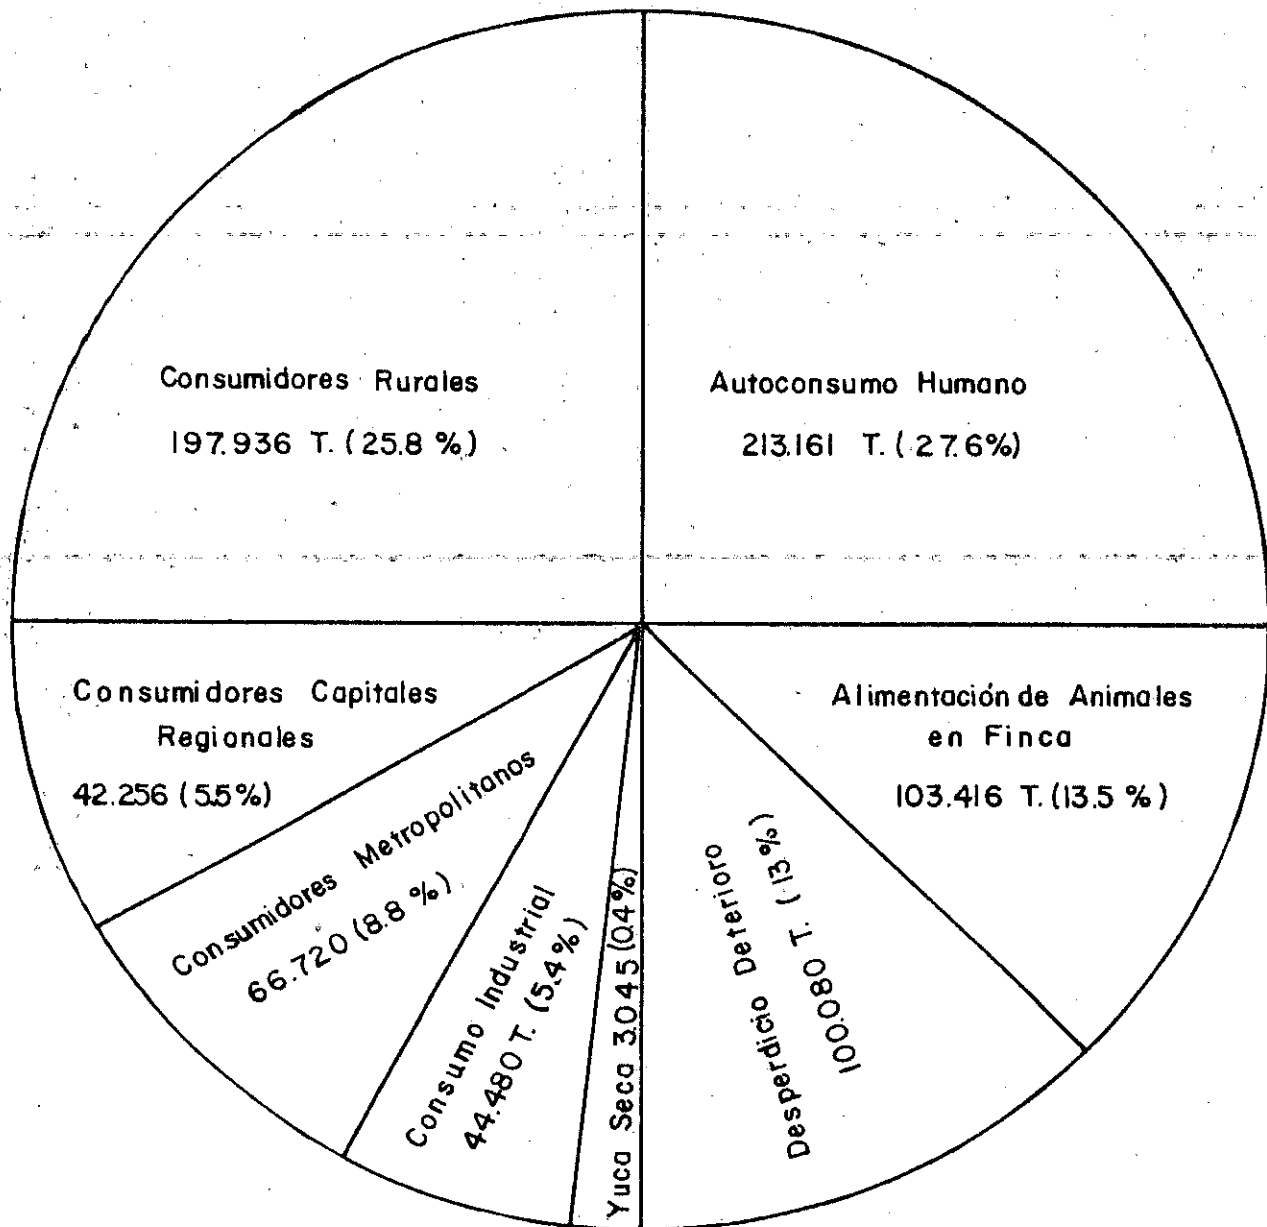 Consumidores Rurales
197.936 T. (25.8 %)
Autoconsumo Humano
213.161 T. (27.6%)
Consumidores Capitales
Regionales
42.256 (5.5%)
Consumidores Metropolitanos
66.720 (8.8 %)
Consumo Industrial
44.480 T. (5.4%)
Yuca Seca 3.045 (0.4%)
Desperdicio Deterioro
100.080 T. (13%)
Alimentación de Animales
en Finca
103.416 T. (13.5 %)